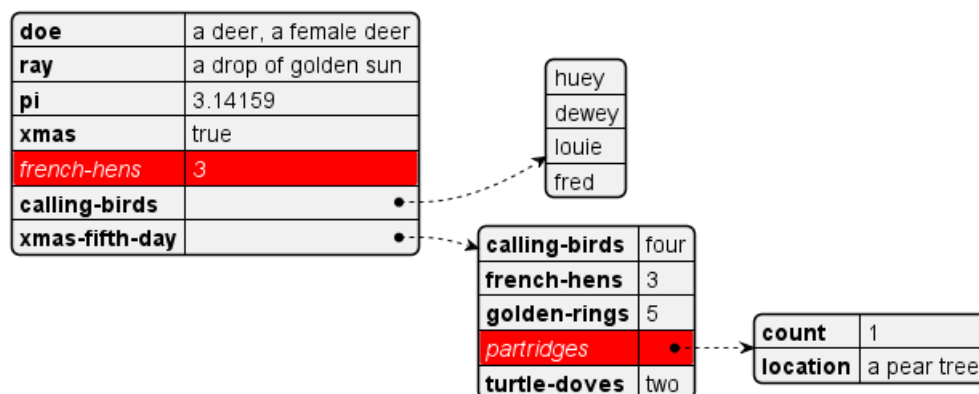 doe a deer, a female deer
ray a drop of golden sun
pi 3.14159
xmas true
french-hens 3
calling-birds
xmas-fifth-day
huey
dewey
louie
fred
calling-birds four
french-hens 3
golden-rings 5
partridges
turtle-doves two
count 1
location a pear tree